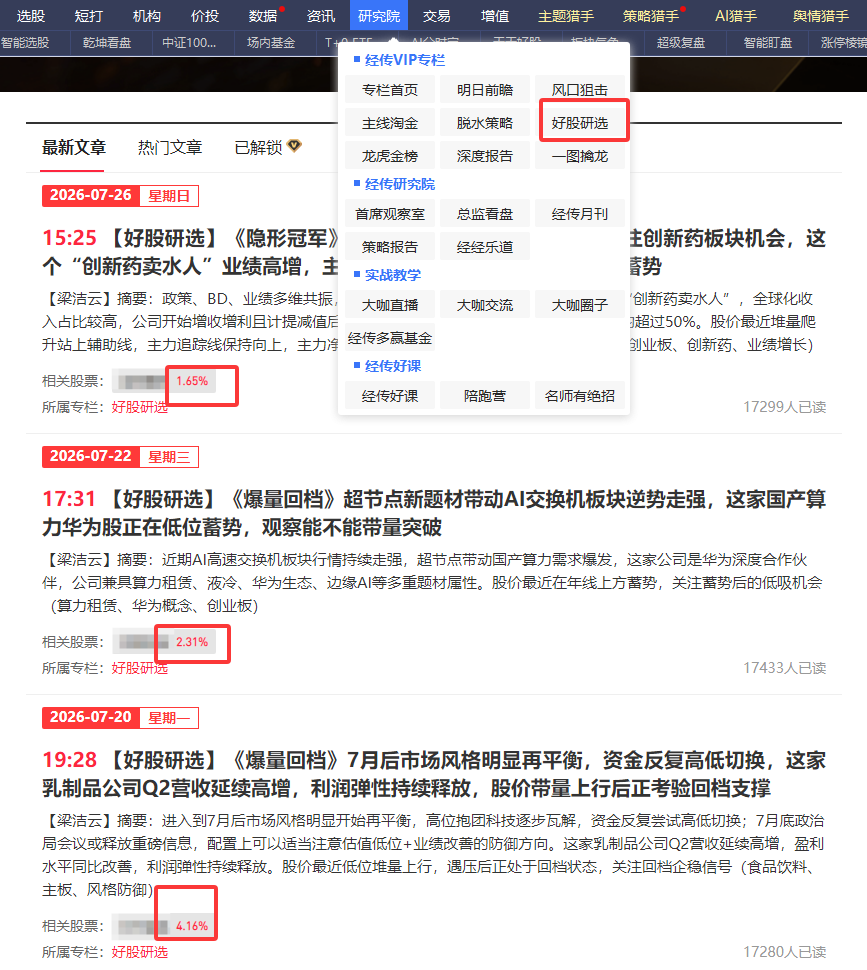 选股 短打 机构 价投 数据 资讯 研究院 交易 增值 主题猎手 策略猎手 AI猎手 舆情猎手
智能选股 乾坤看盘 中证100... 场内基金 超级复盘 智能盯盘 涨停棱镜
经传VIP专栏
专栏首页 明日前瞻 风口狙击
主线淘金 脱水策略 好股研选
龙虎金榜 深度报告 一图擒龙
经传研究院
首席观察室 总监看盘 经传月刊
策略报告 经经乐道
实战教学
大咖直播 大咖交流 大咖圈子
经传多赢基金
经传好课
经传好课 陪跑营 名师有绝招
最新文章 热门文章 已解锁
2026-07-26 星期日
15:25 【好股研选】《隐形冠军》 往创新药板块机会，这
个“创新药卖水人”业绩高增，主 蓄势
【梁洁云】摘要：政策、BD、业绩多维共振， “创新药卖水人”，全球化收
入占比较高，公司开始增收增利且计提减值后 超过50%。股价最近堆量爬
升站上辅助线，主力追踪线保持向上，主力净 创业板、创新药、业绩增长）
相关股票： 1.65%
所属专栏：好股研选 17299人已读
2026-07-22 星期三
17:31 【好股研选】《爆量回档》超节点新题材带动AI交换机板块逆势走强，这家国产算
力华为股正在低位蓄势，观察能不能带量突破
【梁洁云】摘要：近期AI高速交换机板块行情持续走强，超节点带动国产算力需求爆发，这家公司是华为深度合作伙
伴，公司兼具算力租赁、液冷、华为生态、边缘AI等多重题材属性。股价最近在年线上方蓄势，关注蓄势后的低吸机会
（算力租赁、华为概念、创业板）
相关股票： 2.31%
所属专栏：好股研选 17433人已读
2026-07-20 星期一
19:28 【好股研选】《爆量回档》7月后市场风格明显再平衡，资金反复高低切换，这家
乳制品公司Q2营收延续高增，利润弹性持续释放，股价带量上行后正考验回档支撑
【梁洁云】摘要：进入到7月后市场风格明显开始再平衡，高位抱团科技逐步瓦解，资金反复尝试高低切换；7月底政治
局会议或释放重磅信息，配置上可以适当注意估值低位+业绩改善的防御方向。这家乳制品公司Q2营收延续高增，盈利
水平同比改善，利润弹性持续释放。股价最近低位堆量上行，遇压后正处于回档状态，关注回档企稳信号（食品饮料、
主板、风格防御）
相关股票： 4.16%
所属专栏：好股研选 17280人已读